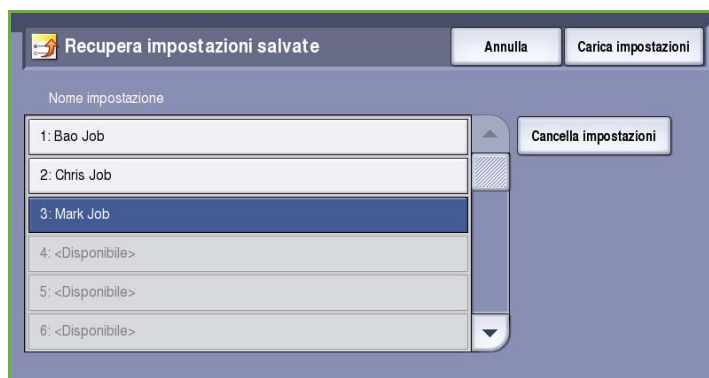 Recupera impostazioni salvate
Annulla
Carica impostazioni
Nome impostazione
1: Bao Job
Cancella impostazioni
2: Chris Job
3: Mark Job
4: <Disponibile>
5: <Disponibile>
6: <Disponibile>